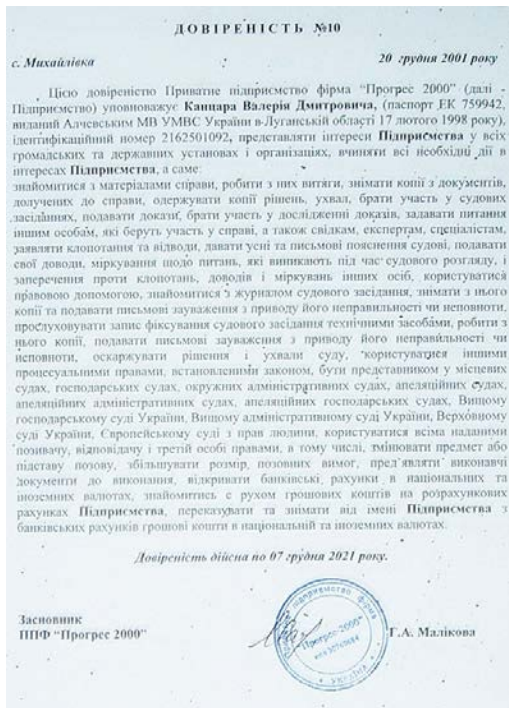 ДОВІРЕНІСТЬ №10
с. Михайлівка 20 грудня 2001 року
Цією довіреністю Приватне підприємство фірма “Прогрес 2000” (далі -
Підприємство) уповноважує Канцара Валерія Дмитровича, (паспорт ЕК 759942,
виданий Алчевським МВ УМВС України в Луганській області 17 лютого 1998 року),
ідентифікаційний номер 2162501092, представляти інтереси Підприємства у всіх
громадських та державних установах і організаціях, вчиняти всі необхідні дії в
інтересах Підприємства, а саме:
знайомитися з матеріалами справи, робити з них витяги, знімати копії з документів,
долучених до справи, одержувати копії рішень, ухвал, брати участь у судових
засіданнях, подавати докази, брати участь у дослідженні доказів, задавати питання
іншим особам, які беруть участь у справі, а також свідкам, експертам, спеціалістам,
заявляти клопотання та відводи, давати усні та письмові пояснення судові, подавати
свої доводи, міркування щодо питань, які виникають під час судового розгляду, і
заперечення проти клопотань, доводів і міркувань інших осіб, користуватися
правовою допомогою, знайомитися з журналом судового засідання, знімати з нього
копії та подавати письмові зауваження з приводу його неправильності чи неповноти,
прослуховувати запис фіксування судового засідання технічними засобами, робити з
нього копії, подавати письмові зауваження з приводу його неправильності чи
неповноти, оскаржувати рішення і ухвали суду, користуватися іншими
процесуальними правами, встановленими законом, бути представником у місцевих
судах, господарських судах, окружних адміністративних судах, апеляційних судах,
апеляційних адміністративних судах, апеляційних господарських судах, Вищому
господарському суді України, Вищому адміністративному суді України, Верховному
суді України, Європейському суді з прав людини, користуватися всіма наданими
позивачу, відповідачу і третій особі правами, в тому числі, змінювати предмет або
підставу позову, збільшувати розмір, позовних вимог, пред’являти виконавчі
документи до виконання, відкривати банківські рахунки в національних та
іноземних валютах, знайомитись с рухом грошових коштів на розрахункових
рахунках Підприємства, переказувати та знімати від імені Підприємства з
банківських рахунків грошові кошти в національній та іноземних валютах.
Довіреність дійсна по 07 грудня 2021 року.
Засновник
ППФ “Прогрес 2000” Г.А. Малікова
підприємство фірма
Прогрес-2000
УКРАЇНА